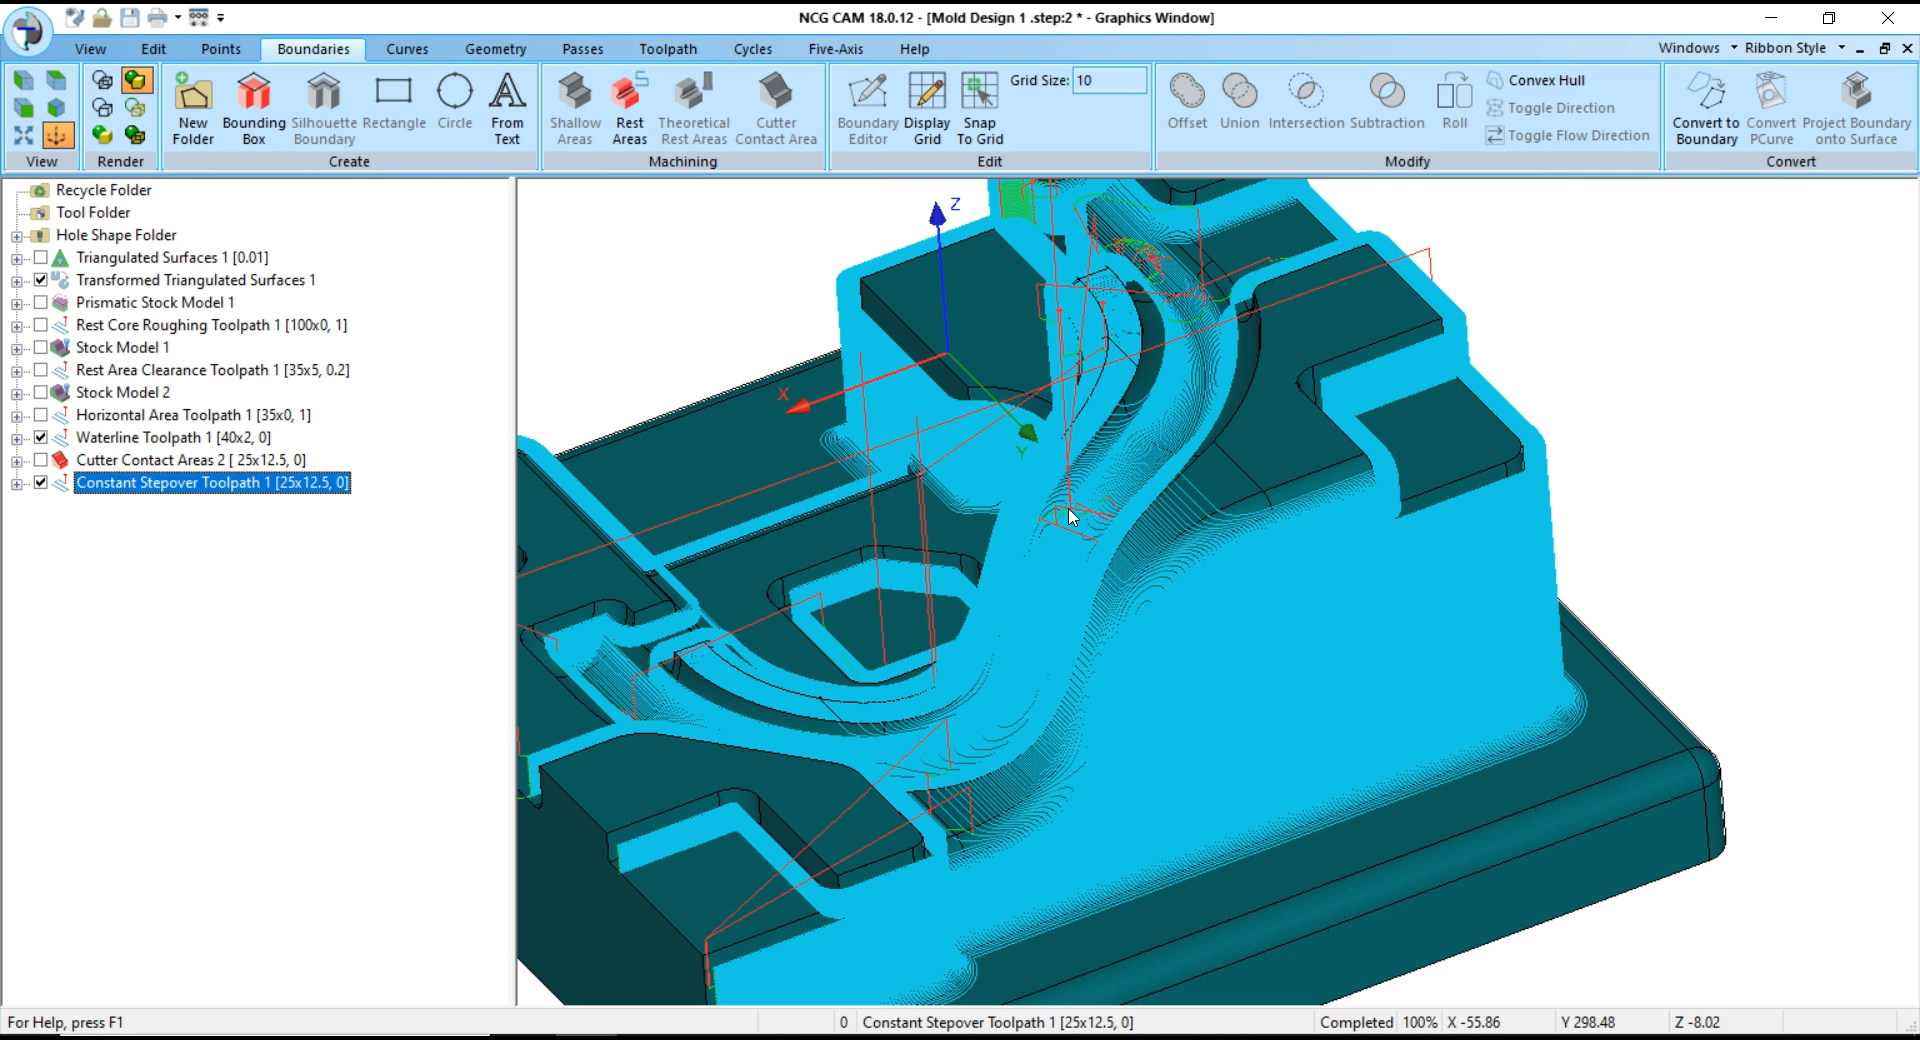 NCG CAM 18.0.12 - [Mold Design 1 .step:2 * - Graphics Window]
View Edit Points Boundaries Curves Geometry Passes Toolpath Cycles Five-Axis Help Windows Ribbon Style
New Folder
Bounding Box
Silhouette Boundary
Rectangle
Circle
From Text
Shallow Areas
Rest Areas
Theoretical Rest Areas
Cutter Contact Area
Boundary Editor
Display Grid
Snap To Grid
Grid Size: 10
Offset
Union
Intersection
Subtraction
Roll
Convex Hull
Toggle Direction
Toggle Flow Direction
Convert to Boundary
Convert PCurve
Project Boundary onto Surface
View Render Create Machining Edit Modify Convert
Recycle Folder
Tool Folder
Hole Shape Folder
Triangulated Surfaces 1 [0.01]
Transformed Triangulated Surfaces 1
Prismatic Stock Model 1
Rest Core Roughing Toolpath 1 [100x0, 1]
Stock Model 1
Rest Area Clearance Toolpath 1 [35x5, 0.2]
Stock Model 2
Horizontal Area Toolpath 1 [35x0, 1]
Waterline Toolpath 1 [40x2, 0]
Cutter Contact Areas 2 [ 25x12.5, 0]
Constant Stepover Toolpath 1 [25x12.5, 0]
Z
X
Y
For Help, press F1 0 Constant Stepover Toolpath 1 [25x12.5, 0] Completed 100% X -55.86 Y 298.48 Z -8.02